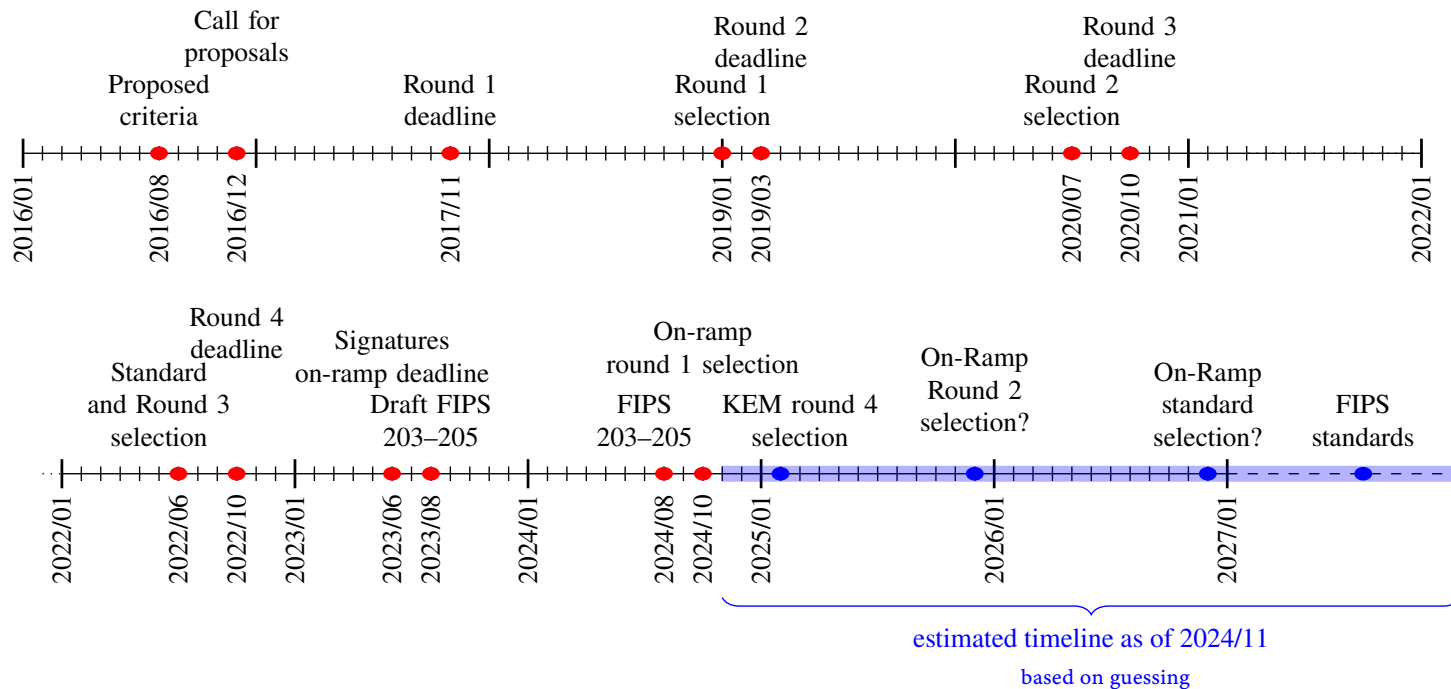 Call for
proposals
Proposed
criteria
Round 1
deadline
Round 2
deadline
Round 1
selection
Round 3
deadline
Round 2
selection
2016/01
2016/08
2016/12
2017/11
2019/01
2019/03
2020/07
2020/10
2021/01
2022/01
Round 4
deadline
Standard
and Round 3
selection
Signatures
on-ramp deadline
Draft FIPS
203–205
On-ramp
round 1 selection
FIPS
203–205
KEM round 4
selection
On-Ramp
Round 2
selection?
On-Ramp
standard
selection?
FIPS
standards
2022/01
2022/06
2022/10
2023/01
2023/06
2023/08
2024/01
2024/08
2024/10
2025/01
2026/01
2027/01
estimated timeline as of 2024/11
based on guessing